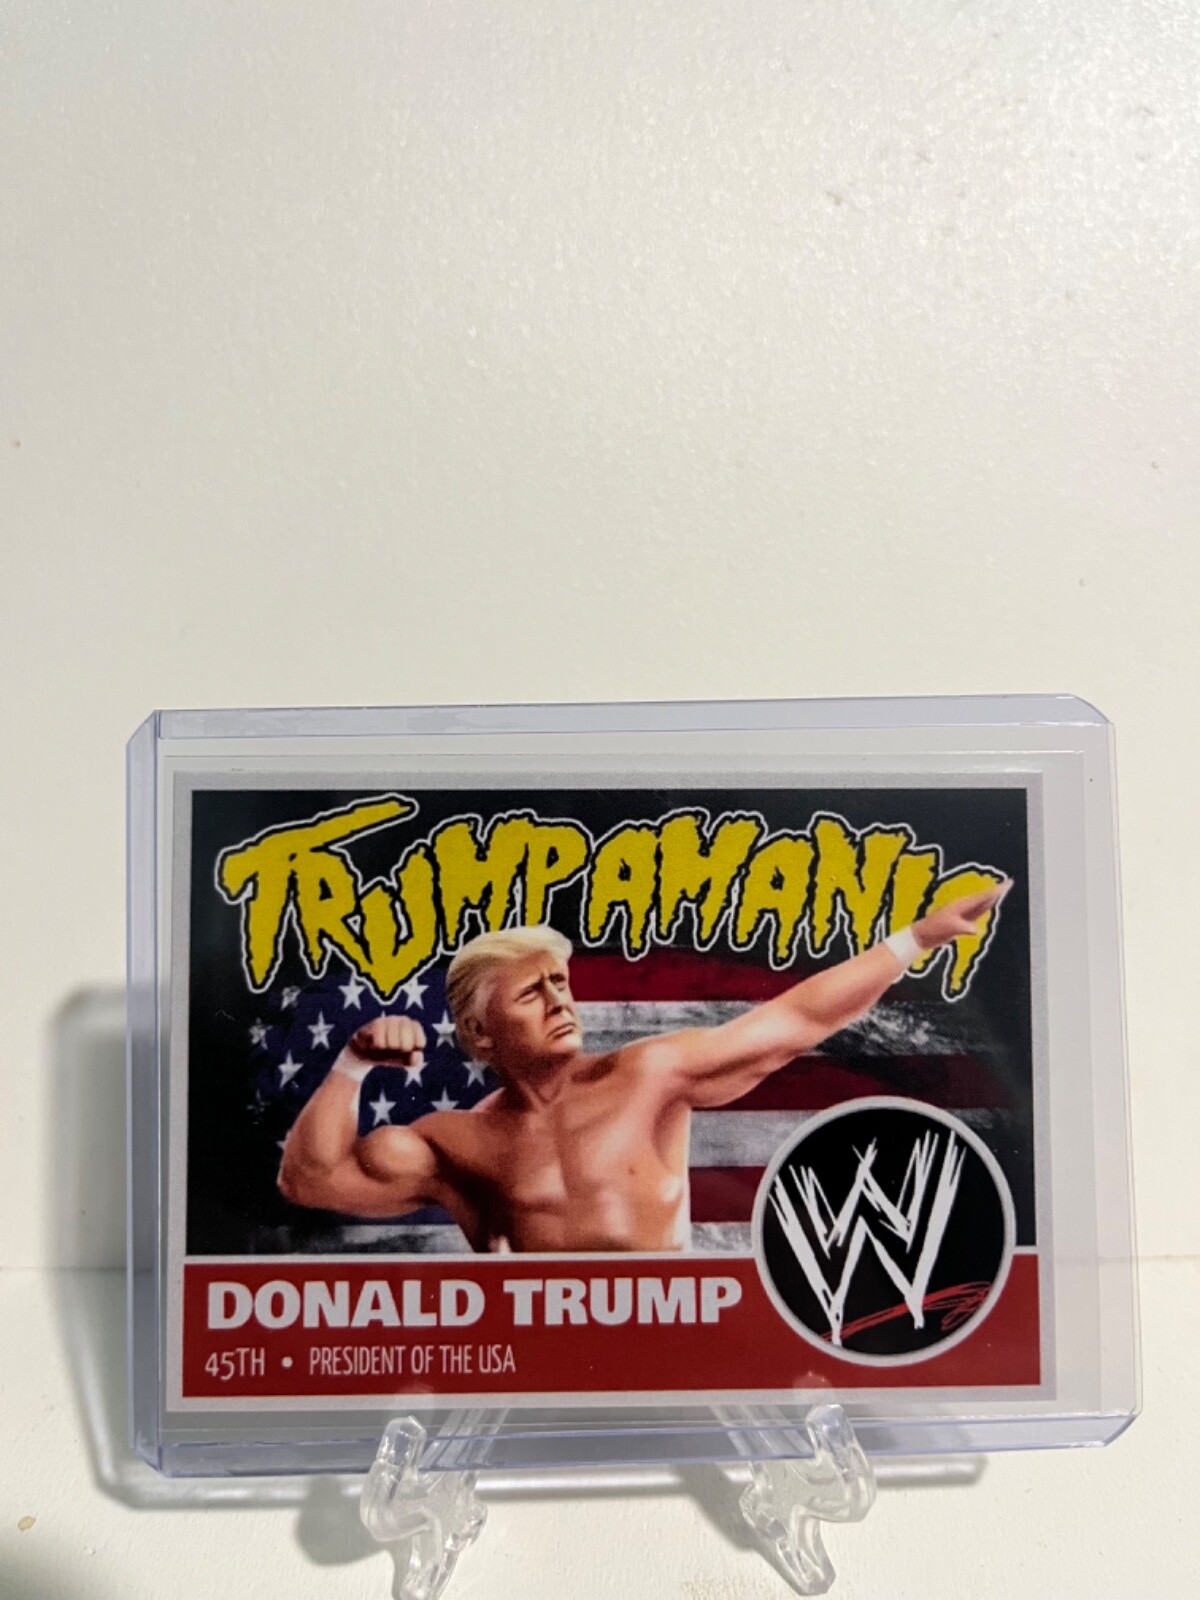 TRUMPAMANIA
W
DONALD TRUMP
45TH • PRESIDENT OF THE USA